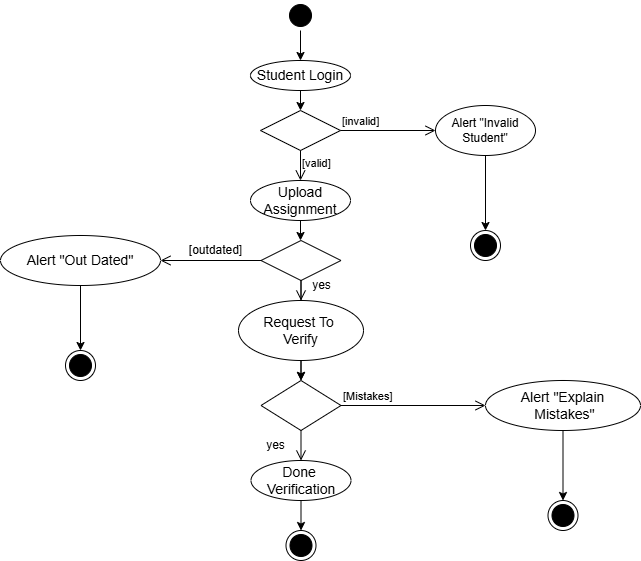 Student Login
[invalid]
Alert "Invalid
Student"
[valid]
Upload
Assignment
[outdated]
Alert "Out Dated"
yes
Request To
Verify
[Mistakes]
Alert "Explain
Mistakes"
yes
Done
Verification